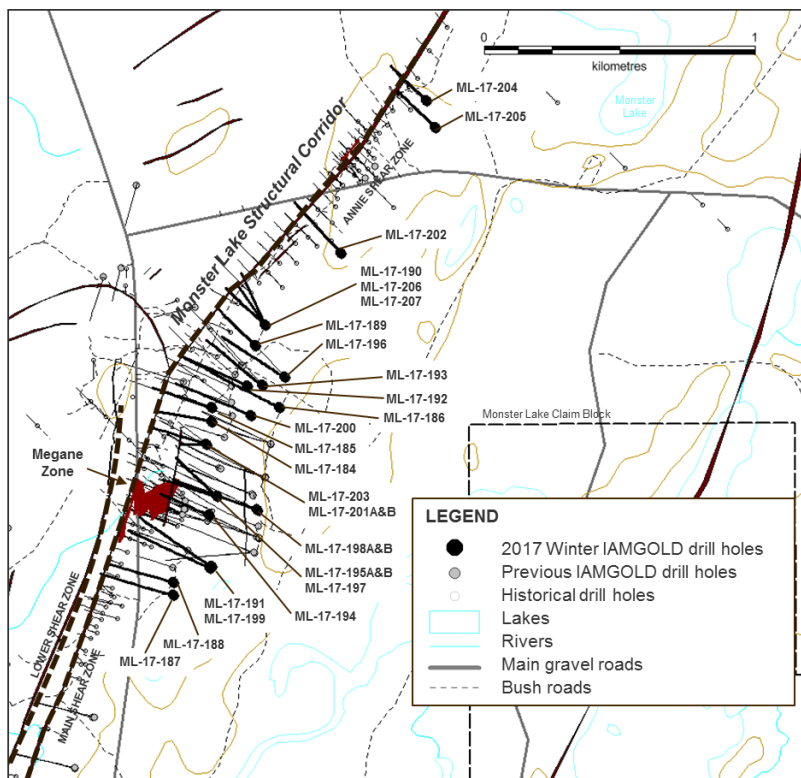 0
1
kilometres
ML-17-204
ML-17-205
Monster
Lake
Monster Lake Structural Corridor
ANNIE SHEAR ZONE
ML-17-202
ML-17-190
ML-17-206
ML-17-207
ML-17-189
ML-17-196
ML-17-193
ML-17-192
ML-17-186
Monster Lake Claim Block
ML-17-200
ML-17-185
ML-17-184
Megane
Zone
ML-17-203
ML-17-201A&B
ML-17-198A&B
ML-17-195A&B
ML-17-197
ML-17-191
ML-17-199
ML-17-194
ML-17-188
ML-17-187
LOWER SHEAR ZONE
MAIN SHEAR ZONE
LEGEND
2017 Winter IAMGOLD drill holes
Previous IAMGOLD drill holes
Historical drill holes
Lakes
Rivers
Main gravel roads
Bush roads